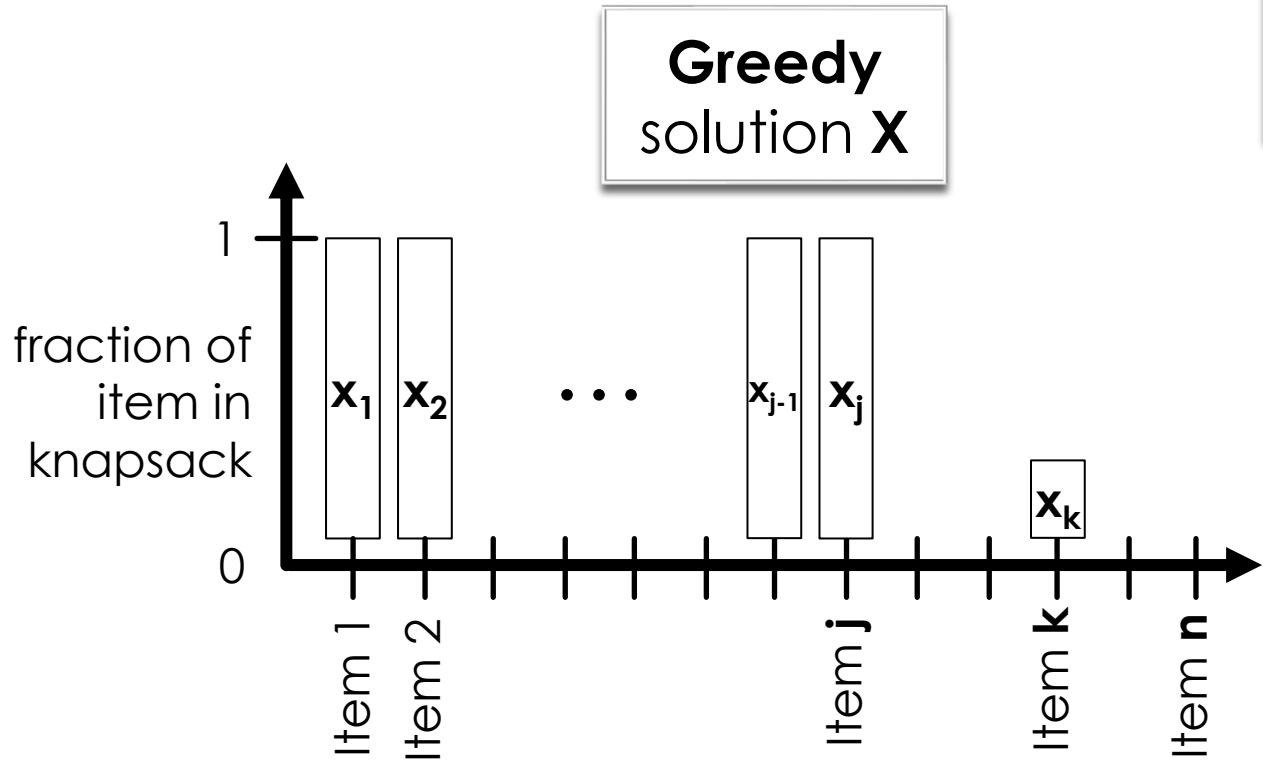 Greedy
solution X
1
fraction of
item in
knapsack
0
x₁
x₂
...
xⱼ₋₁
xⱼ
xₖ
Item 1
Item 2
Item j
Item k
Item n